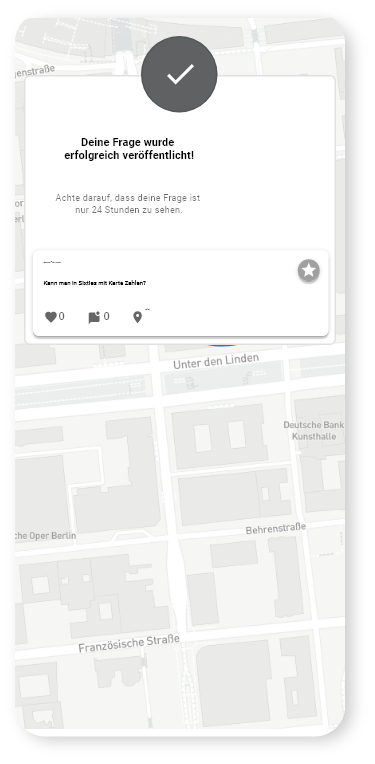 enstraße
Deine Frage wurde
erfolgreich veröffentlicht!
Achte darauf, dass deine Frage ist
nur 24 Stunden zu sehen.
Kann man in Sixties mit Karte Zahlen?
0 0
Unter den Linden
Deutsche Bank
Kunsthalle
che Oper Berlin
Behrenstraße
Französische Straße